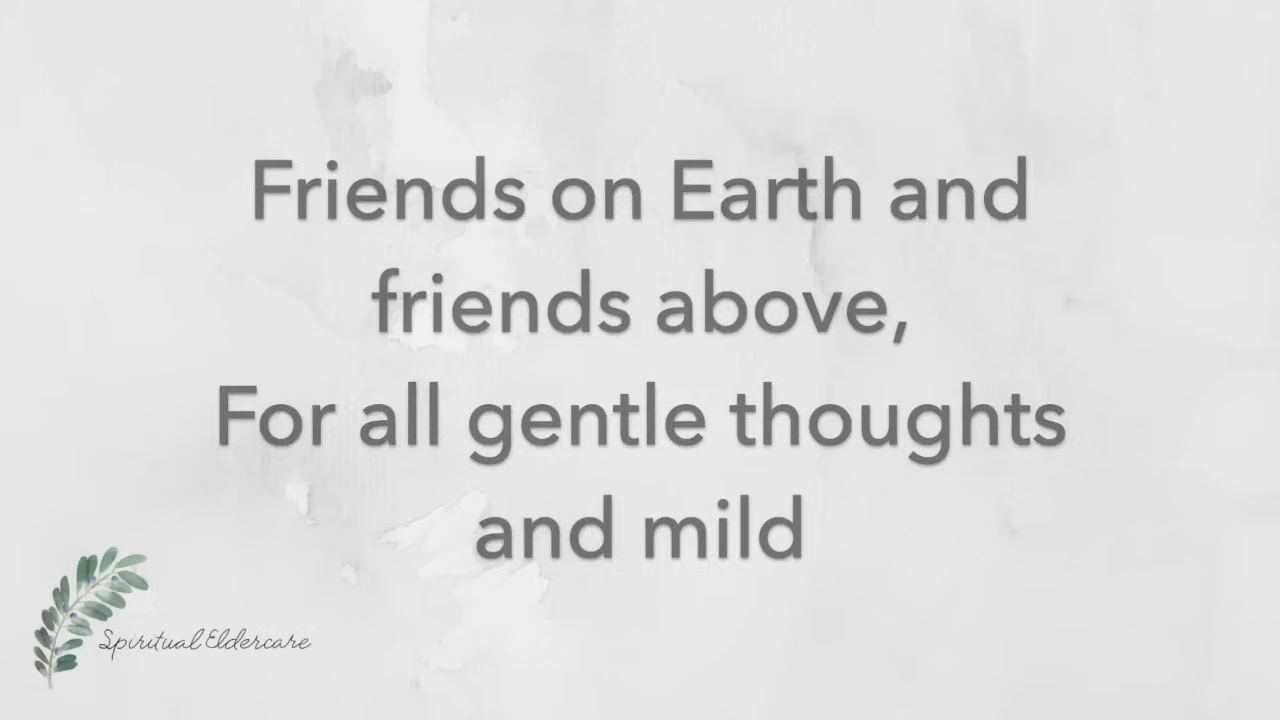 Friends on Earth and
friends above,
For all gentle thoughts
and mild
Spiritual Eldercare